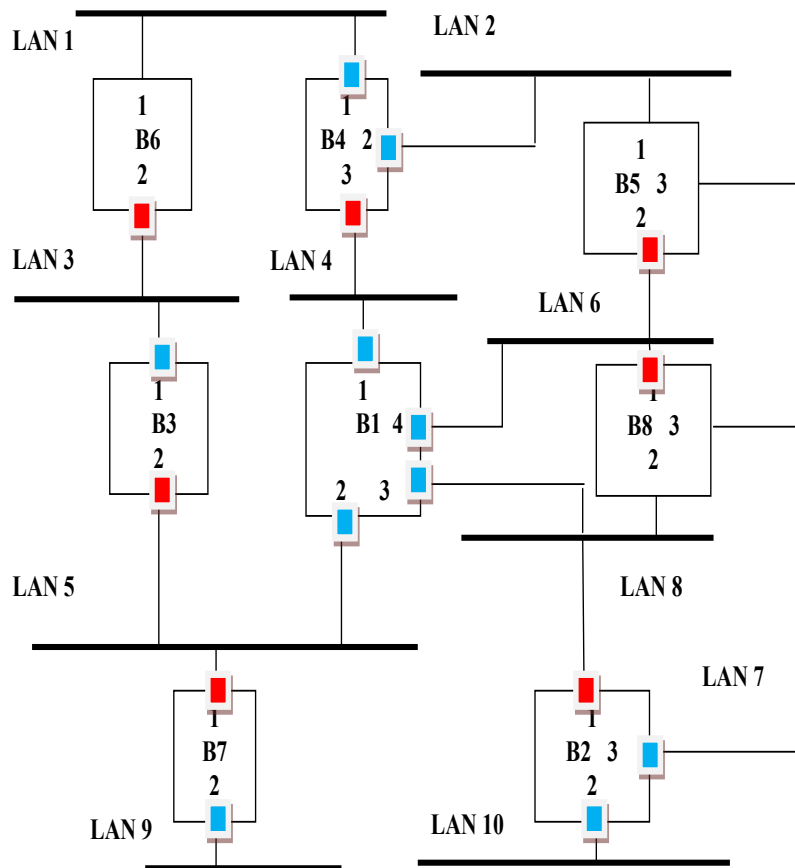 LAN 1
LAN 2
1
B6
2
1
B4 2
3
1
B5 3
2
LAN 3
LAN 4
LAN 6
1
B3
2
1
B1 4
2 3
1
B8 3
2
LAN 5
LAN 8
LAN 7
1
B7
2
1
B2 3
2
LAN 9
LAN 10